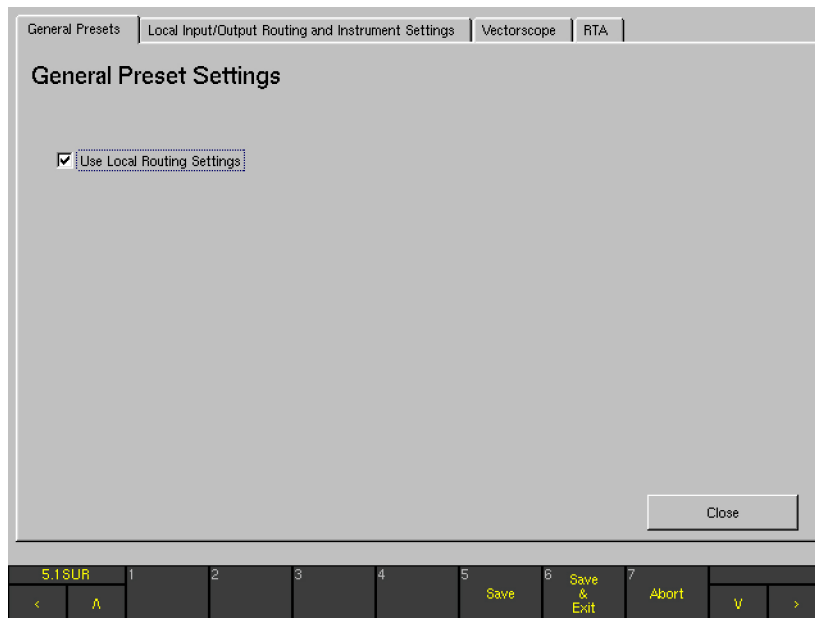 General Presets
Local Input/Output Routing and Instrument Settings
Vectorscope
RTA
General Preset Settings
Use Local Routing Settings
Close
5.1SUR
1
2
3
4
5
Save
6
Save
&
Exit
7
Abort
<
Λ
V
>